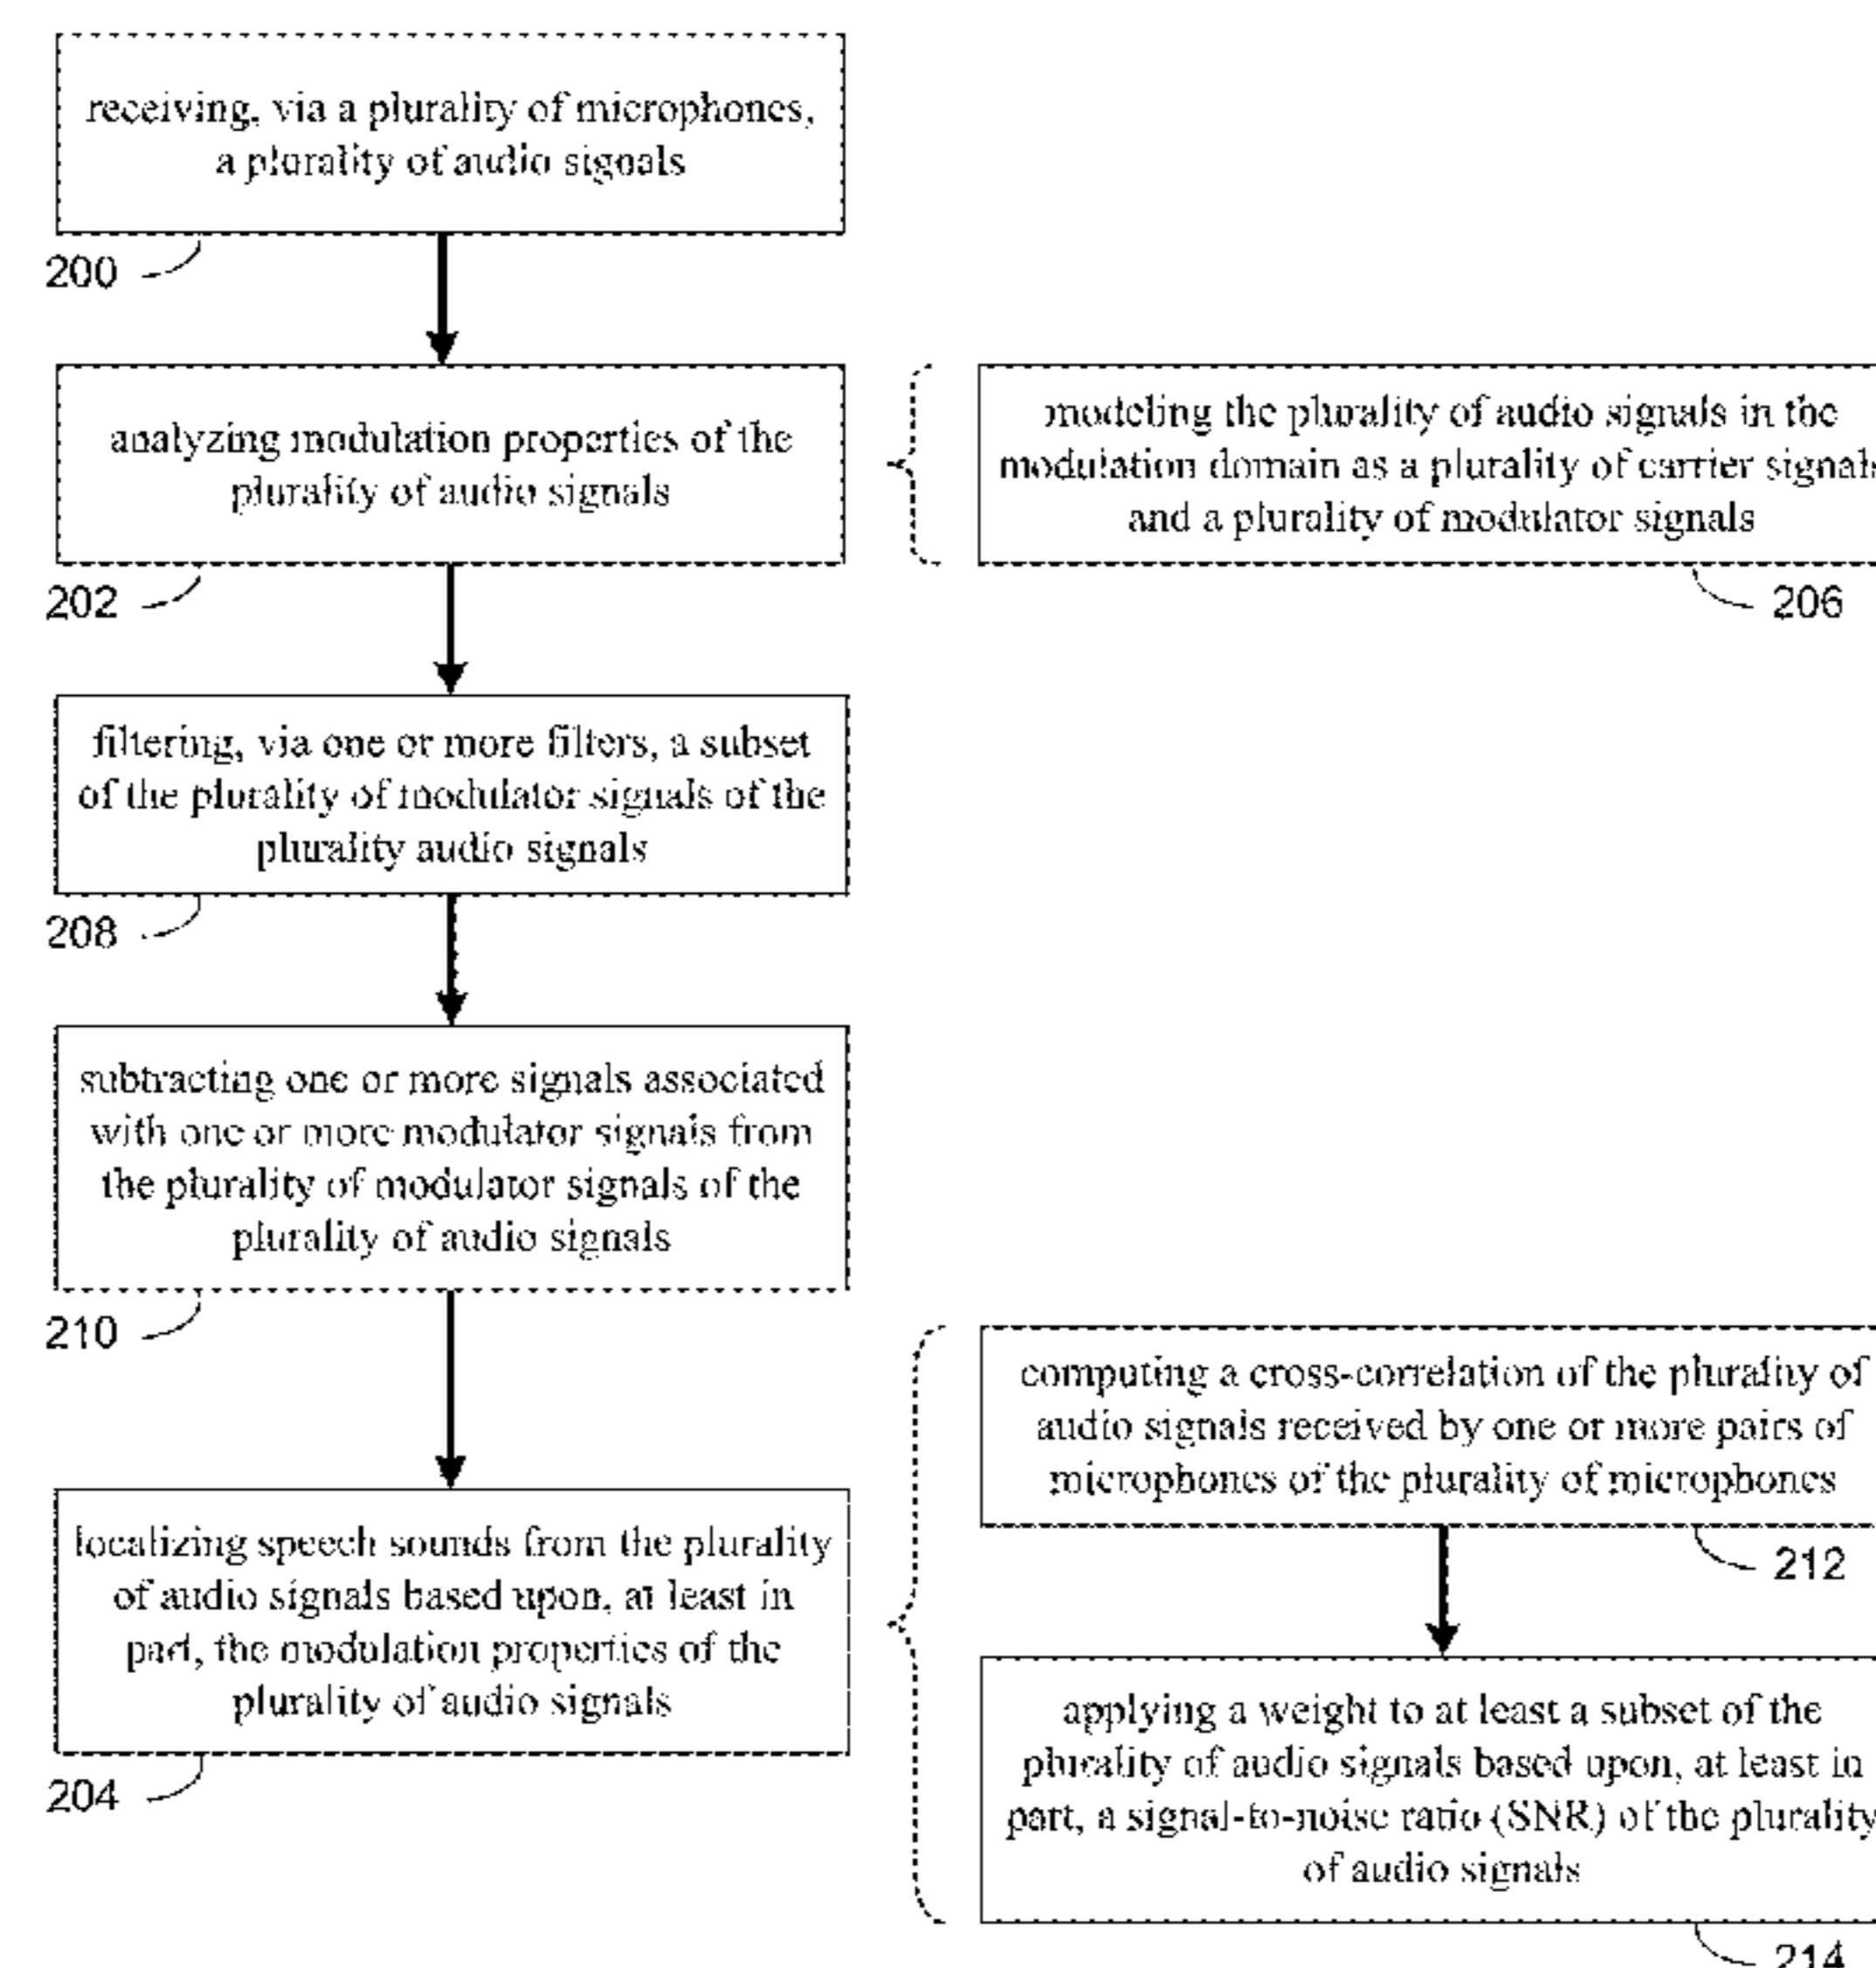 receiving, via a plurality of microphones,
a plurality of audio signals
200
analyzing modulation properties of the
plurality of audio signals
202
modeling the plurality of audio signals in the
modulation domain as a plurality of carrier signals
and a plurality of modulator signals
206
filtering, via one or more filters, a subset
of the plurality of modulator signals of the
plurality audio signals
208
subtracting one or more signals associated
with one or more modulator signals from
the plurality of modulator signals of the
plurality of audio signals
210
localizing speech sounds from the plurality
of audio signals based upon, at least in
part, the modulation properties of the
plurality of audio signals
204
computing a cross-correlation of the plurality of
audio signals received by one or more pairs of
microphones of the plurality of microphones
212
applying a weight to at least a subset of the
plurality of audio signals based upon, at least in
part, a signal-to-noise ratio (SNR) of the plurality
of audio signals
214